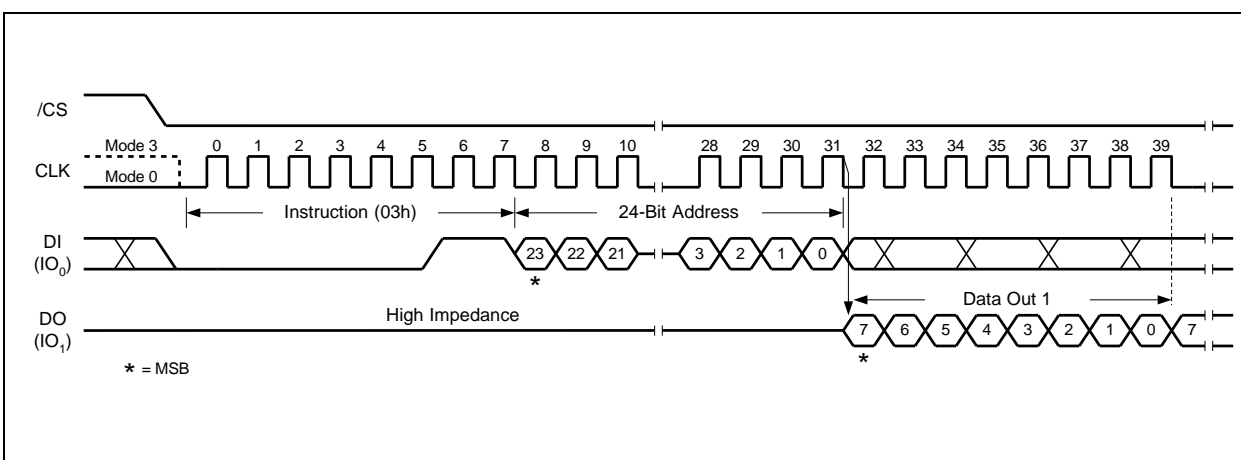 /CS
Mode 3
0 1 2 3 4 5 6 7 8 9 10 28 29 30 31 32 33 34 35 36 37 38 39
CLK
Mode 0
Instruction (03h) 24-Bit Address
DI
(IO0)
23 22 21 3 2 1 0
*
Data Out 1
High Impedance
DO
(IO1)
7 6 5 4 3 2 1 0 7
*
* = MSB